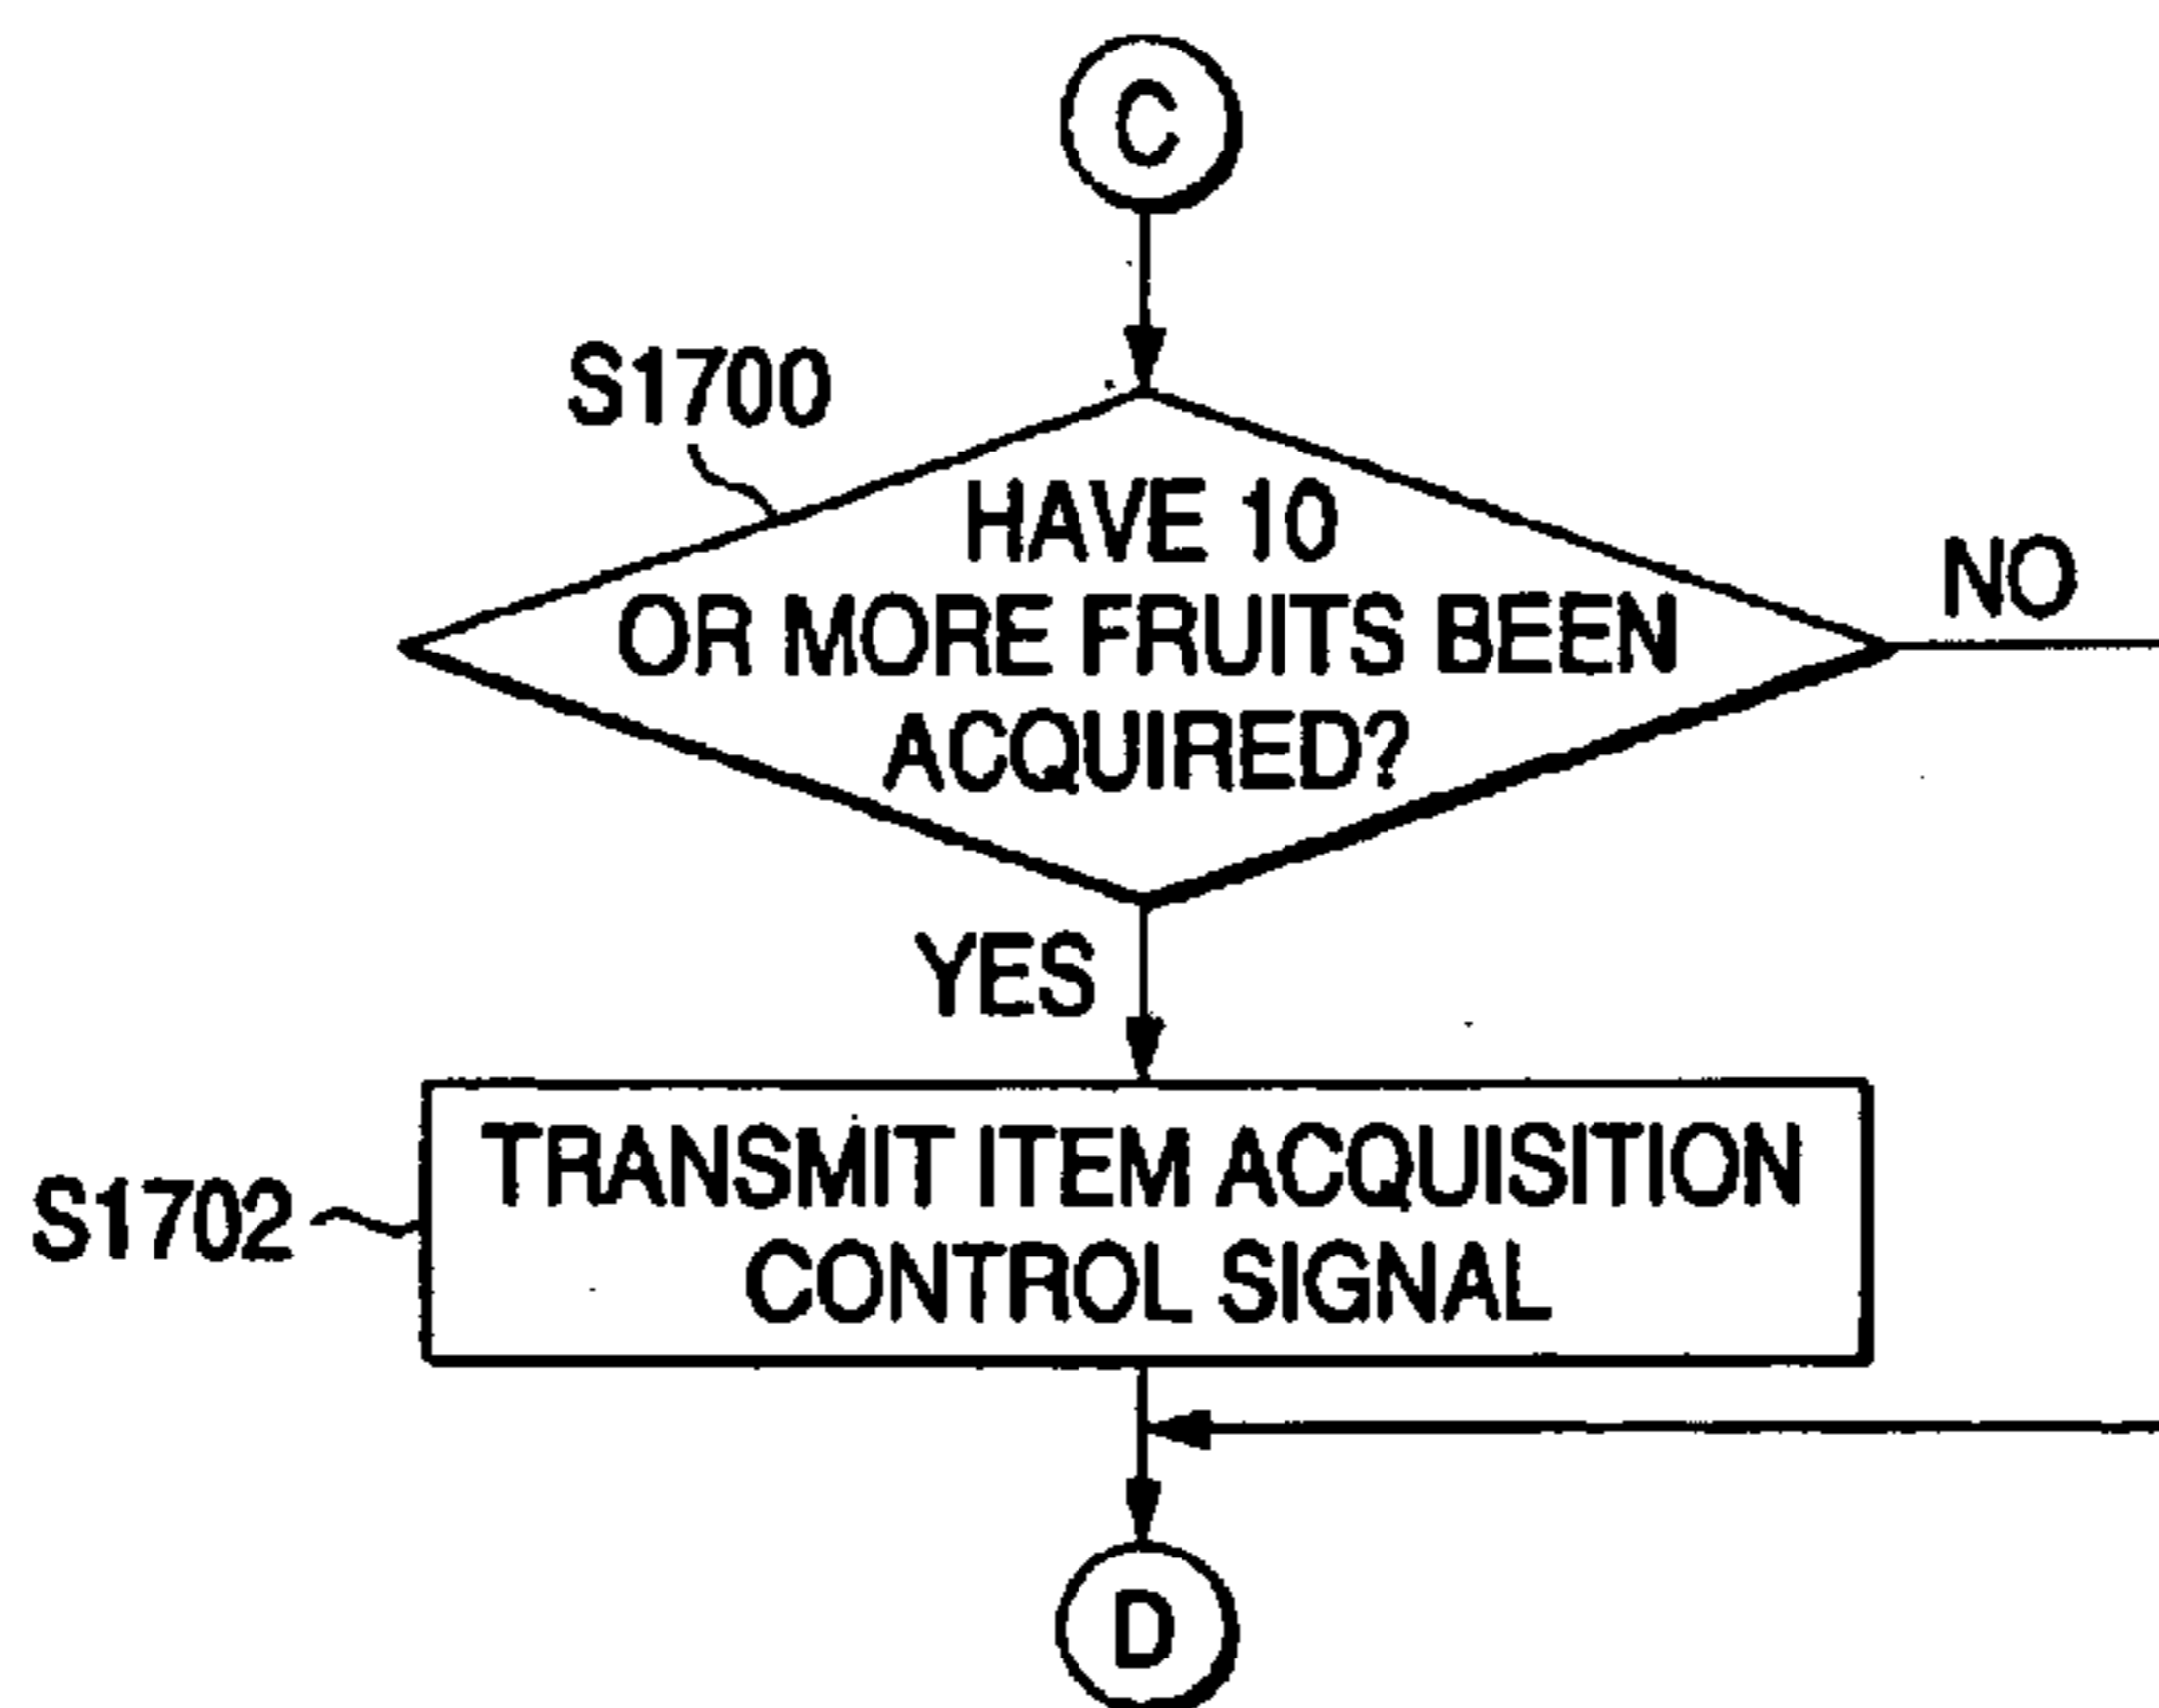 C
S1700
HAVE 10
OR MORE FRUITS BEEN
ACQUIRED?
NO
YES
TRANSMIT ITEM ACQUISITION
CONTROL SIGNAL
S1702
D